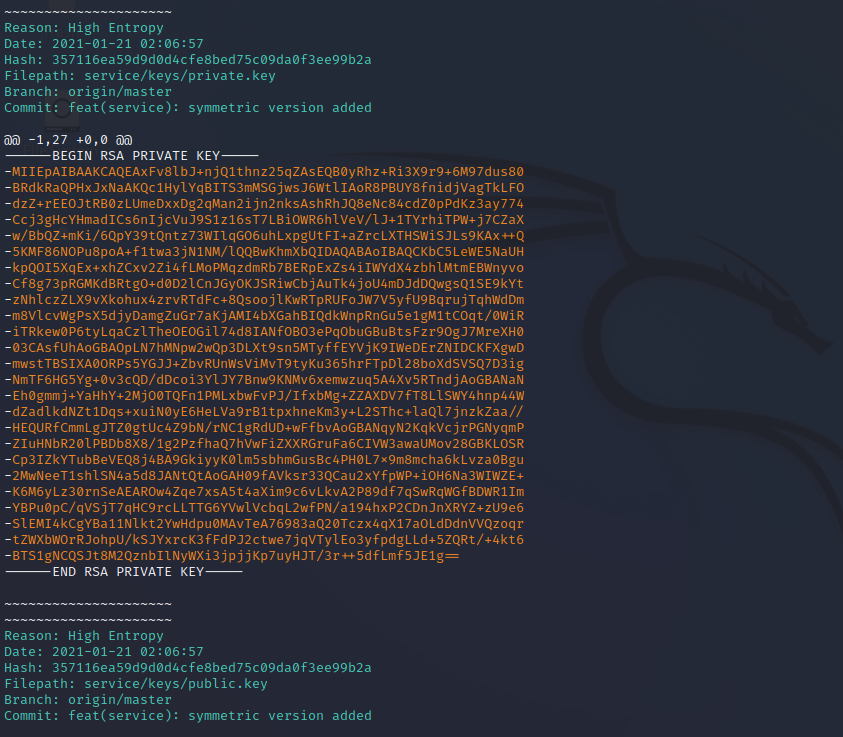 ~~~~~~~~~~~~~~~~~~~~~
Reason: High Entropy
Date: 2021-01-21 02:06:57
Hash: 357116ea59d9d0d4cfe8bed75c09da0f3ee99b2a
Filepath: service/keys/private.key
Branch: origin/master
Commit: feat(service): symmetric version added
@@ -1,27 +0,0 @@
------BEGIN RSA PRIVATE KEY-----
-MIIEpAIBAAKCAQEAxFv8lbJ+njQ1thnz25qZAsEQB0yRhz+Ri3X9r9+6M97dus80
-BRdkRaQPHxJxNaAKQc1HylYqBITS3mMSGjwsJ6WtlIAoR8PBUY8fnidjVagTkLFO
-dzZ+rEEOJtRB0zLUmeDxxDg2qMan2ijn2nksAshRhJQ8eNc84cdZ0pPdKz3ay774
-Ccj3gHcYHmadICs6nIjcVuJ9S1z16sT7LBiOWR6hlVeV/lJ+1TYrhiTPW+j7CZaX
-w/BbQZ+mKi/6QpY39tQntz73WIlqGO6uhLxpgUtFI+aZrcLXTHSWiSJLs9KAx++Q
-5KMF86NOPu8poA+f1twa3jN1NM/lQQBwKhmXbQIDAQABAoIBAQCKbC5LeWE5NaUH
-kpQOI5XqEx+xhZCxv2Zi4fLMoPMqzdmRb7BERpExZs4iIWYdX4zbhlMtmEBWnyvo
-Cf8g73pRGMKdBRtgO+d0D2lCnJGyOKJSRiwCbjAuTk4joU4mDJdDQwgsQ1SE9kYt
-zNhlczZLX9vXkohux4zrvRTdFc+8QsoojlKwRTpRUFoJW7V5yfU9BqrujTqhWdDm
-m8VlcvWgPsX5djyDamgZuGr7aKjAMI4bXGahBIQdkWnpRnGu5e1gM1tCOqt/0WiR
-iTRkew0P6tyLqaCzlTheOEOGil74d8IANfOBO3ePqObuGBuBtsFzr9OgJ7MreXH0
-03CAsfUhAoGBAOpLN7hMNpw2wQp3DLXt9sn5MTyffEYVjK9IWeDErZNIDCKFXgwD
-mwstTBSIXA0ORPs5YGJJ+ZbvRUnWsViMvT9tyKu365hrFTpDl28boXdSVSQ7D3ig
-NmTF6HG5Yg+0v3cQD/dDcoi3YlJY7Bnw9KNMv6xemwzuq5A4Xv5RTndjAoGBANaN
-Eh0gmmj+YaHhY+2MjO0TQFn1PMLxbwFvPJ/IfxbMg+ZZAXDV7fT8LlSWY4hnp44W
-dZadlkdNZt1Dqs+xuiN0yE6HeLVa9rB1tpxhneKm3y+L2SThc+laQl7jnzkZaa//
-HEQURfCmmLgJTZ0gtUc4Z9bN/rNC1gRdUD+wFfbvAoGBANqyN2KqkVcjrPGNyqmP
-ZIuHNbR20lPBDb8X8/1g2PzfhaQ7hVwFiZXXRGruFa6CIVW3awaUMov28GBKLOSR
-Cp3IZkYTubBeVEQ8j4BA9GkiyyK0lm5sbhmGusBc4PH0L7x9m8mcha6kLvza0Bgu
-2MwNeeT1shlSN4a5d8JANtQtAoGAH09fAVksr33QCau2xYfpWP+iOH6Na3WIWZE+
-K6M6yLz30rnSeAEAROw4Zqe7xsA5t4aXim9c6vLkvA2P89df7qSwRqWGfBDWR1Im
-YBPu0pC/qVSjT7qHC9rcLLTTG6YVwlVcbqL2wfPN/a194hxP2CDnJnXRYZ+zU9e6
-SlEMI4kCgYBa11Nlkt2YwHdpu0MAvTeA76983aQ20Tczx4qX17aOLdDdnVVQzoqr
-tZWXbWOrRJohpU/kSJYxrcK3fFdPJ2ctwe7jqVTylEo3yfpdgLLd+5ZQRt/+4kt6
-BTS1gNCQSJt8M2QznbIlNyWXi3jpjjKp7uyHJT/3r++5dfLmf5JE1g==
------END RSA PRIVATE KEY-----
~~~~~~~~~~~~~~~~~~~~~
~~~~~~~~~~~~~~~~~~~~~
Reason: High Entropy
Date: 2021-01-21 02:06:57
Hash: 357116ea59d9d0d4cfe8bed75c09da0f3ee99b2a
Filepath: service/keys/public.key
Branch: origin/master
Commit: feat(service): symmetric version added